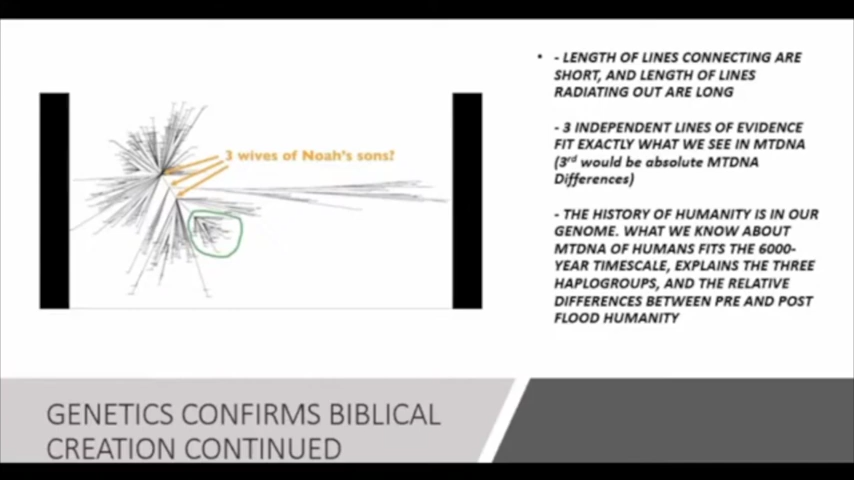 3 wives of Noah's sons?
• - LENGTH OF LINES CONNECTING ARE
SHORT, AND LENGTH OF LINES
RADIATING OUT ARE LONG
- 3 INDEPENDENT LINES OF EVIDENCE
FIT EXACTLY WHAT WE SEE IN MTDNA
(3rd would be absolute MTDNA
Differences)
- THE HISTORY OF HUMANITY IS IN OUR
GENOME. WHAT WE KNOW ABOUT
MTDNA OF HUMANS FITS THE 6000-
YEAR TIMESCALE, EXPLAINS THE THREE
HAPLOGROUPS, AND THE RELATIVE
DIFFERENCES BETWEEN PRE AND POST
FLOOD HUMANITY
GENETICS CONFIRMS BIBLICAL
CREATION CONTINUED